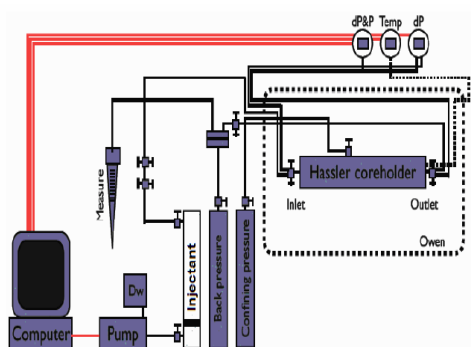 dP&P Temp dP
Hassler coreholder
Inlet
Outlet
Owen
Measure
Injectant
Back pressure
Confining pressure
Dw
Computer
Pump